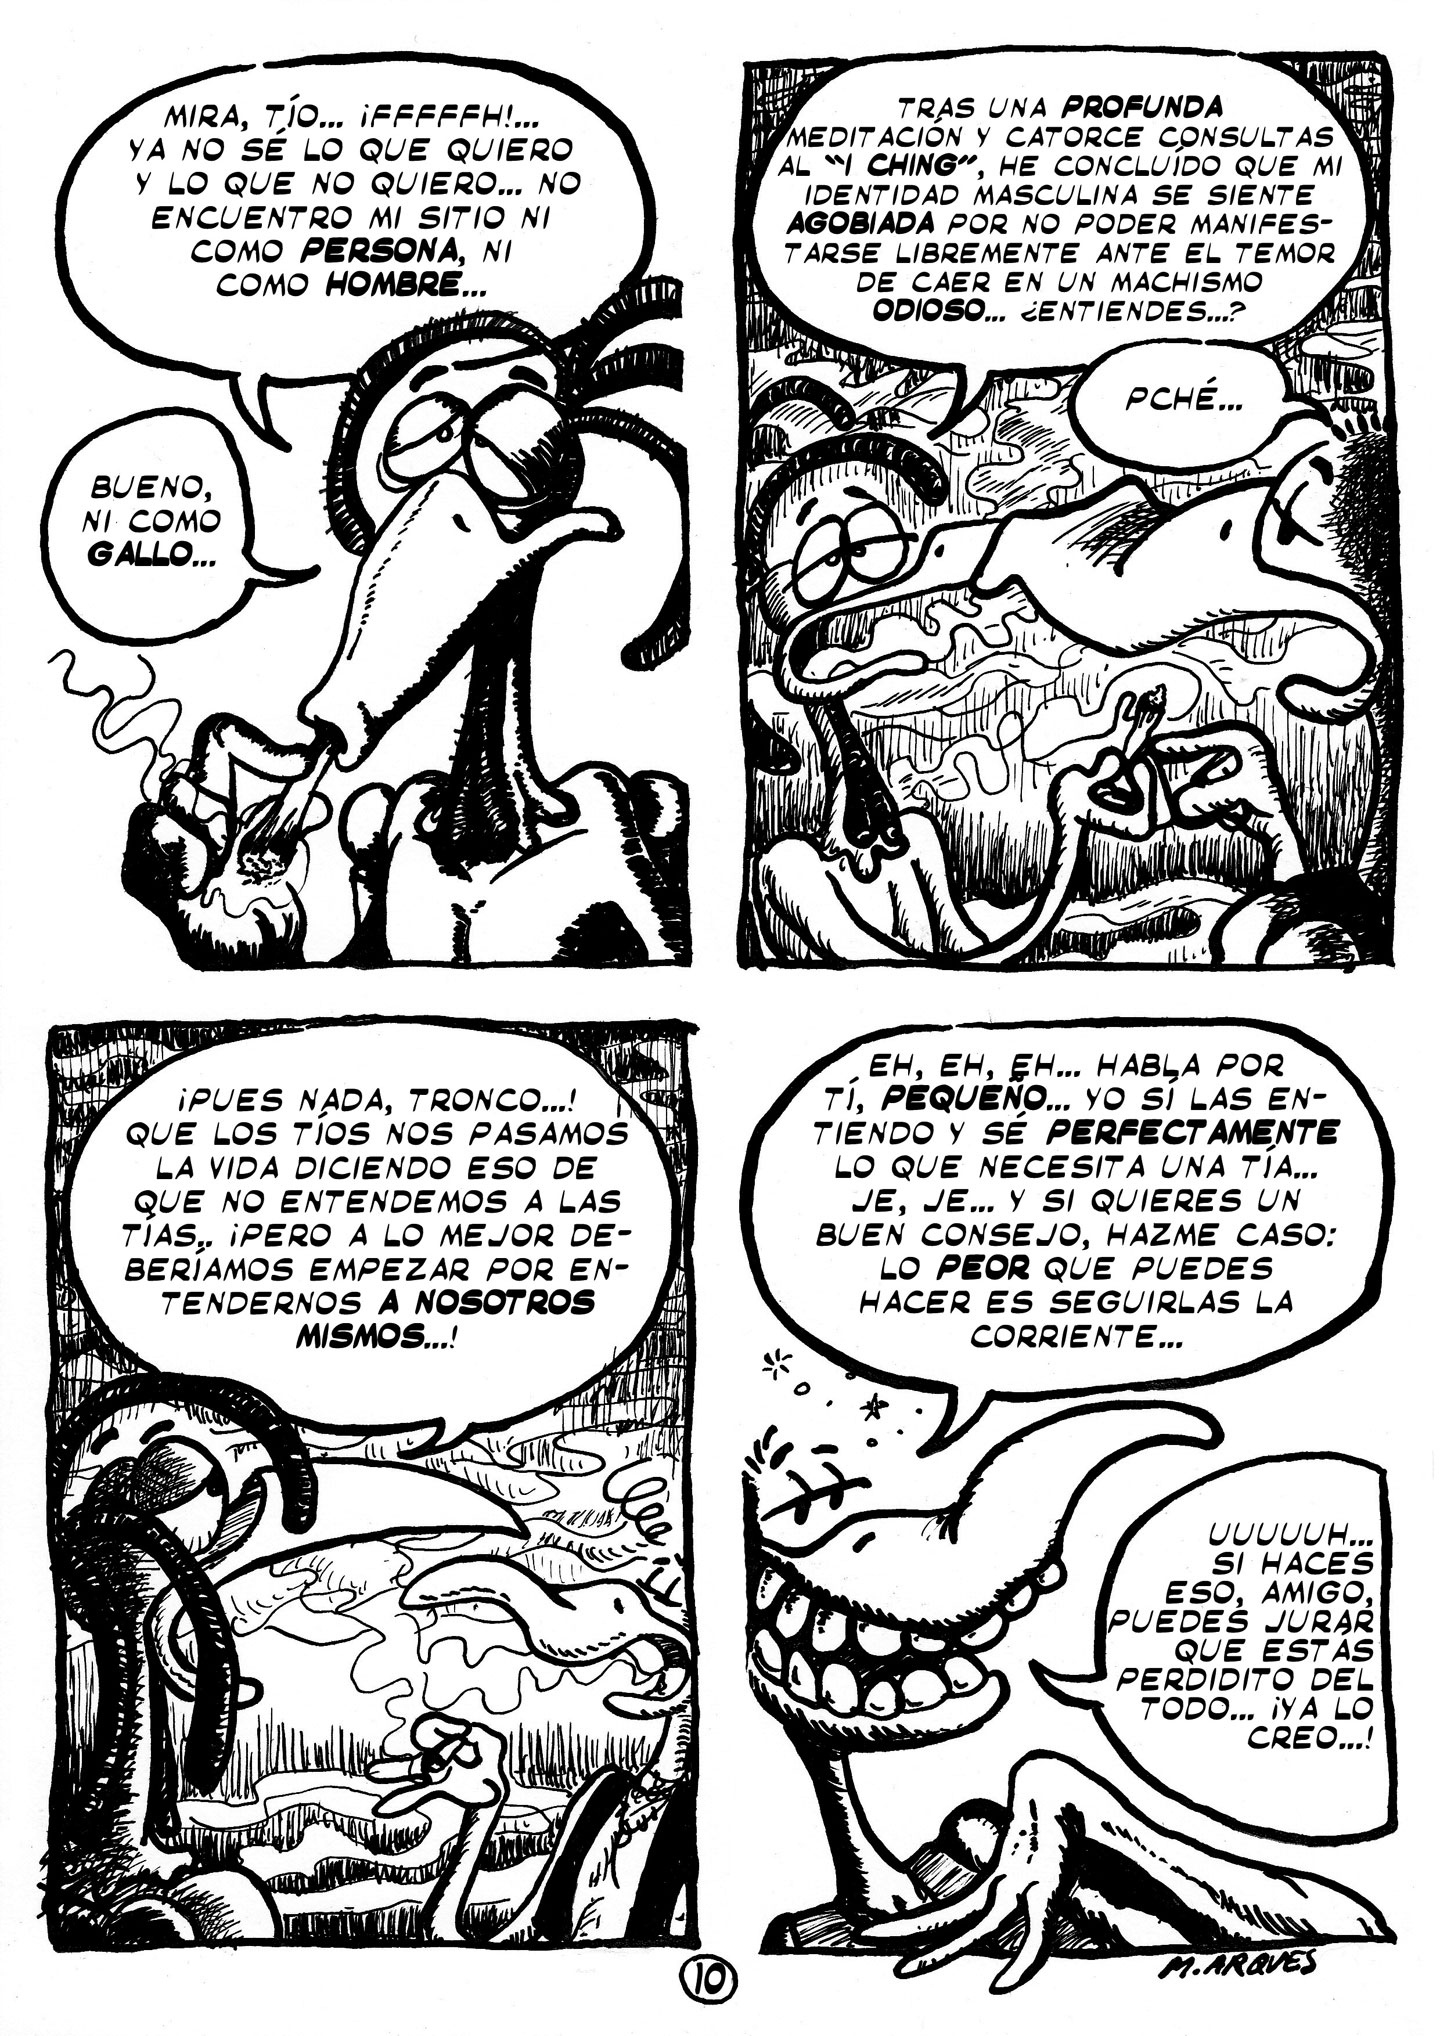 MIRA, TÍO... ¡FFFFFH!...
YA NO SÉ LO QUE QUIERO
Y LO QUE NO QUIERO... NO
ENCUENTRO MI SITIO NI
COMO PERSONA, NI
COMO HOMBRE...
BUENO,
NI COMO
GALLO...
TRAS UNA PROFUNDA
MEDITACIÓN Y CATORCE CONSULTAS
AL "I CHING", HE CONCLUÍDO QUE MI
IDENTIDAD MASCULINA SE SIENTE
AGOBIADA POR NO PODER MANIFES-
TARSE LIBREMENTE ANTE EL TEMOR
DE CAER EN UN MACHISMO
ODIOSO... ¿ENTIENDES...?
PCHÉ...
¡PUES NADA, TRONCO...!
QUE LOS TÍOS NOS PASAMOS
LA VIDA DICIENDO ESO DE
QUE NO ENTENDEMOS A LAS
TÍAS.. ¡PERO A LO MEJOR DE-
BERÍAMOS EMPEZAR POR EN-
TENDERNOS A NOSOTROS
MISMOS...!
EH, EH, EH... HABLA POR
TÍ, PEQUEÑO... YO SÍ LAS EN-
TIENDO Y SÉ PERFECTAMENTE
LO QUE NECESITA UNA TÍA...
JE, JE... Y SI QUIERES UN
BUEN CONSEJO, HAZME CASO:
LO PEOR QUE PUEDES
HACER ES SEGUIRLAS LA
CORRIENTE...
UUUUUH...
SI HACES
ESO, AMIGO,
PUEDES JURAR
QUE ESTÁS
PERDIDITO DEL
TODO... ¡YA LO
CREO...!
M. ARQUES
10